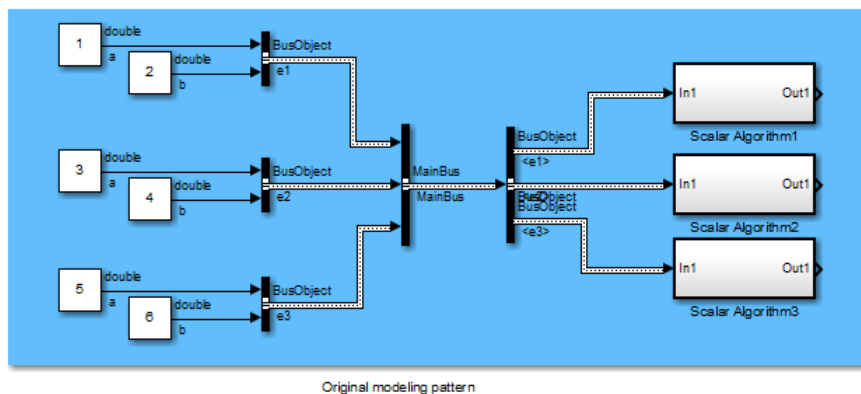 1
double
a
2
double
b
BusObject
e1
3
double
a
4
double
b
BusObject
e2
5
double
a
6
double
b
BusObject
e3
MainBus
MainBus
BusObject
<e1>
BusObject
BusObject
<e3>
In1 Out1
Scalar Algorithm1
In1 Out1
Scalar Algorithm2
In1 Out1
Scalar Algorithm3
Original modeling pattern